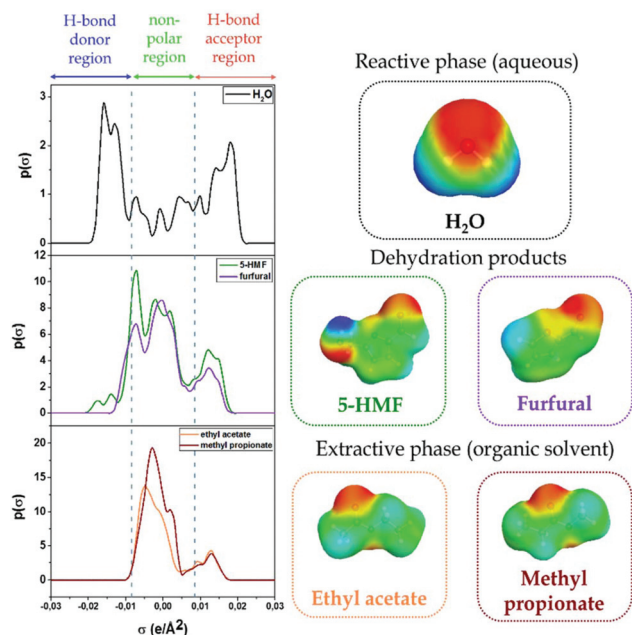 H-bond
donor
region
non-
polar
region
H-bond
acceptor
region
Reactive phase (aqueous)
H₂O
p(σ)
3
2
1
0
H₂O
Dehydration products
5-HMF
furfural
p(σ)
12
10
8
6
4
2
0
5-HMF
Furfural
Extractive phase (organic solvent)
ethyl acetate
methyl propionate
p(σ)
20
15
10
5
0
-0,03 -0,02 -0,01 -0,00 0,01 0,02 0,03
σ (e/Å²)
Ethyl acetate
Methyl
propionate